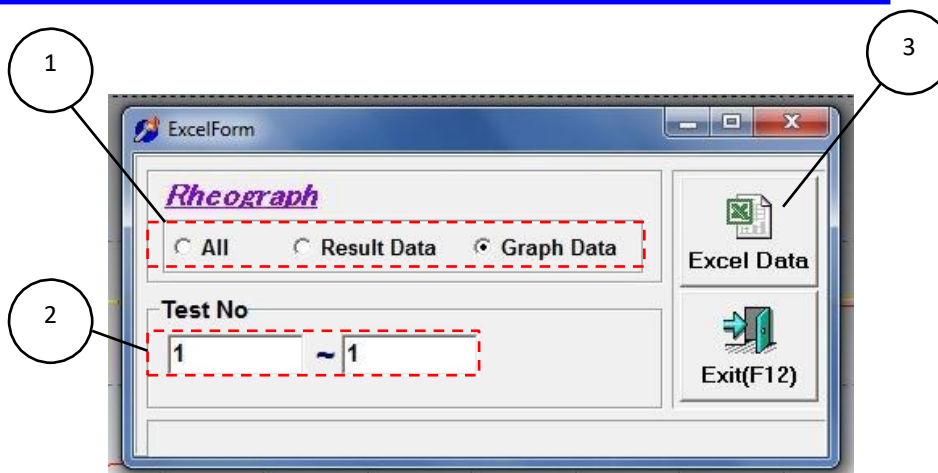 1
3
ExcelForm
Rheograph
All Result Data Graph Data
Excel Data
2
Test No
1 ~ 1
Exit(F12)